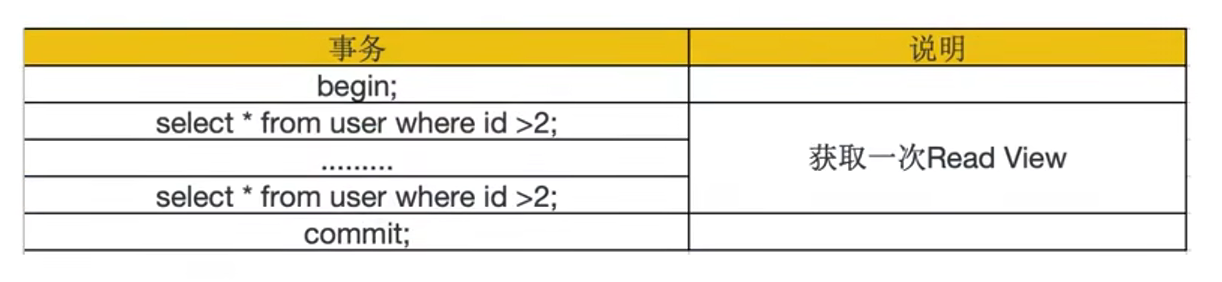 事务 说明
begin;
select * from user where id >2;
.........
获取一次Read View
select * from user where id >2;
commit;